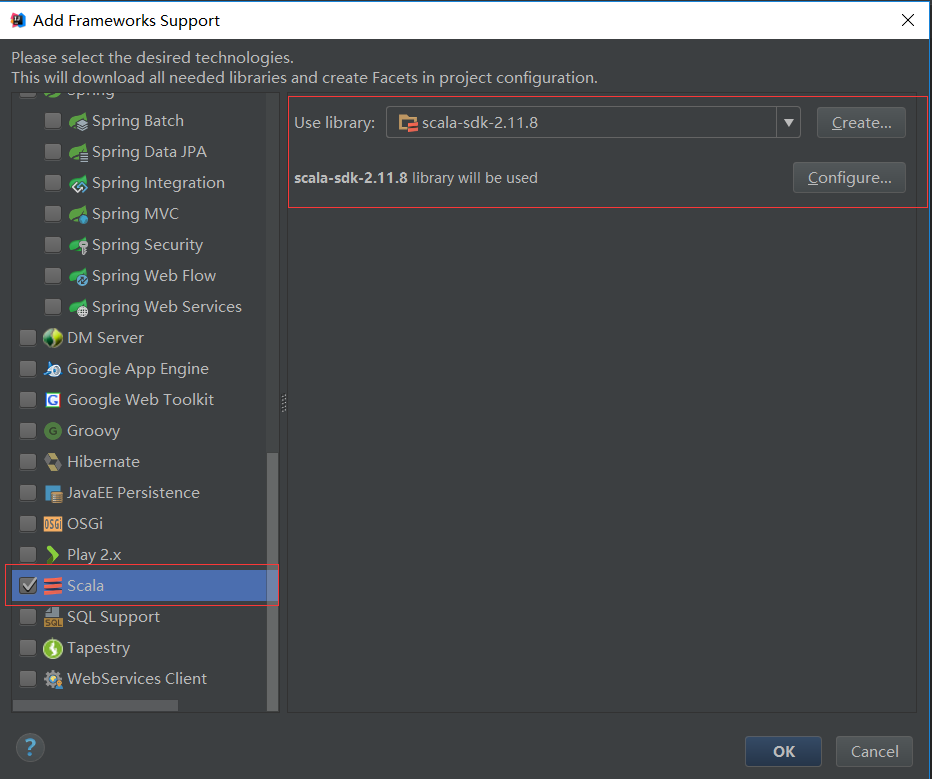 Add Frameworks Support
Please select the desired technologies.
This will download all needed libraries and create Facets in project configuration.
Spring
Spring Batch
Spring Data JPA
Spring Integration
Spring MVC
Spring Security
Spring Web Flow
Spring Web Services
DM Server
Google App Engine
Google Web Toolkit
Groovy
Hibernate
JavaEE Persistence
OSGi
Play 2.x
Scala
SQL Support
Tapestry
WebServices Client
Use library: scala-sdk-2.11.8 Create...
scala-sdk-2.11.8 library will be used Configure...
? OK Cancel